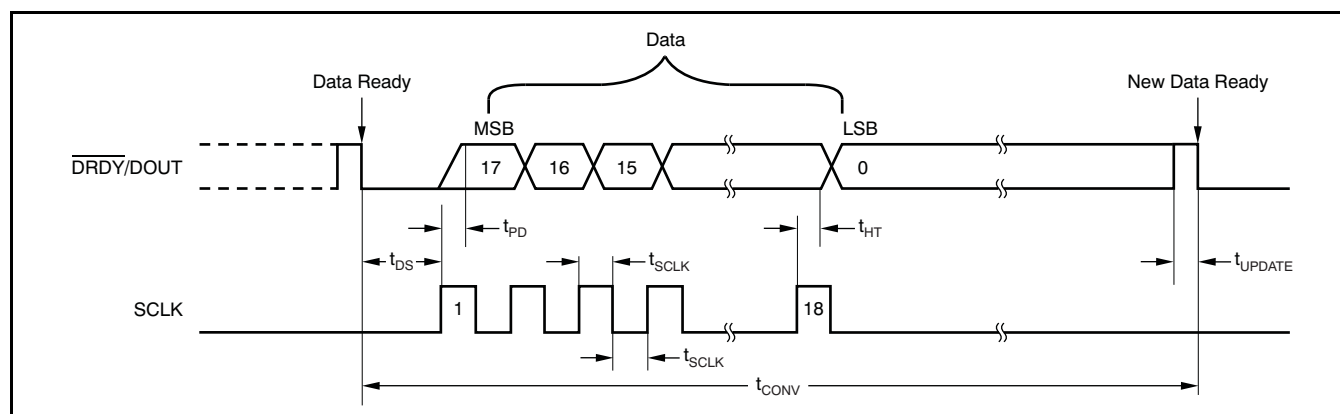 Data
Data Ready
New Data Ready
MSB
LSB
DRDY/DOUT
17
16
15
0
tPD
tHT
tDS
tSCLK
tUPDATE
SCLK
1
18
tSCLK
tCONV